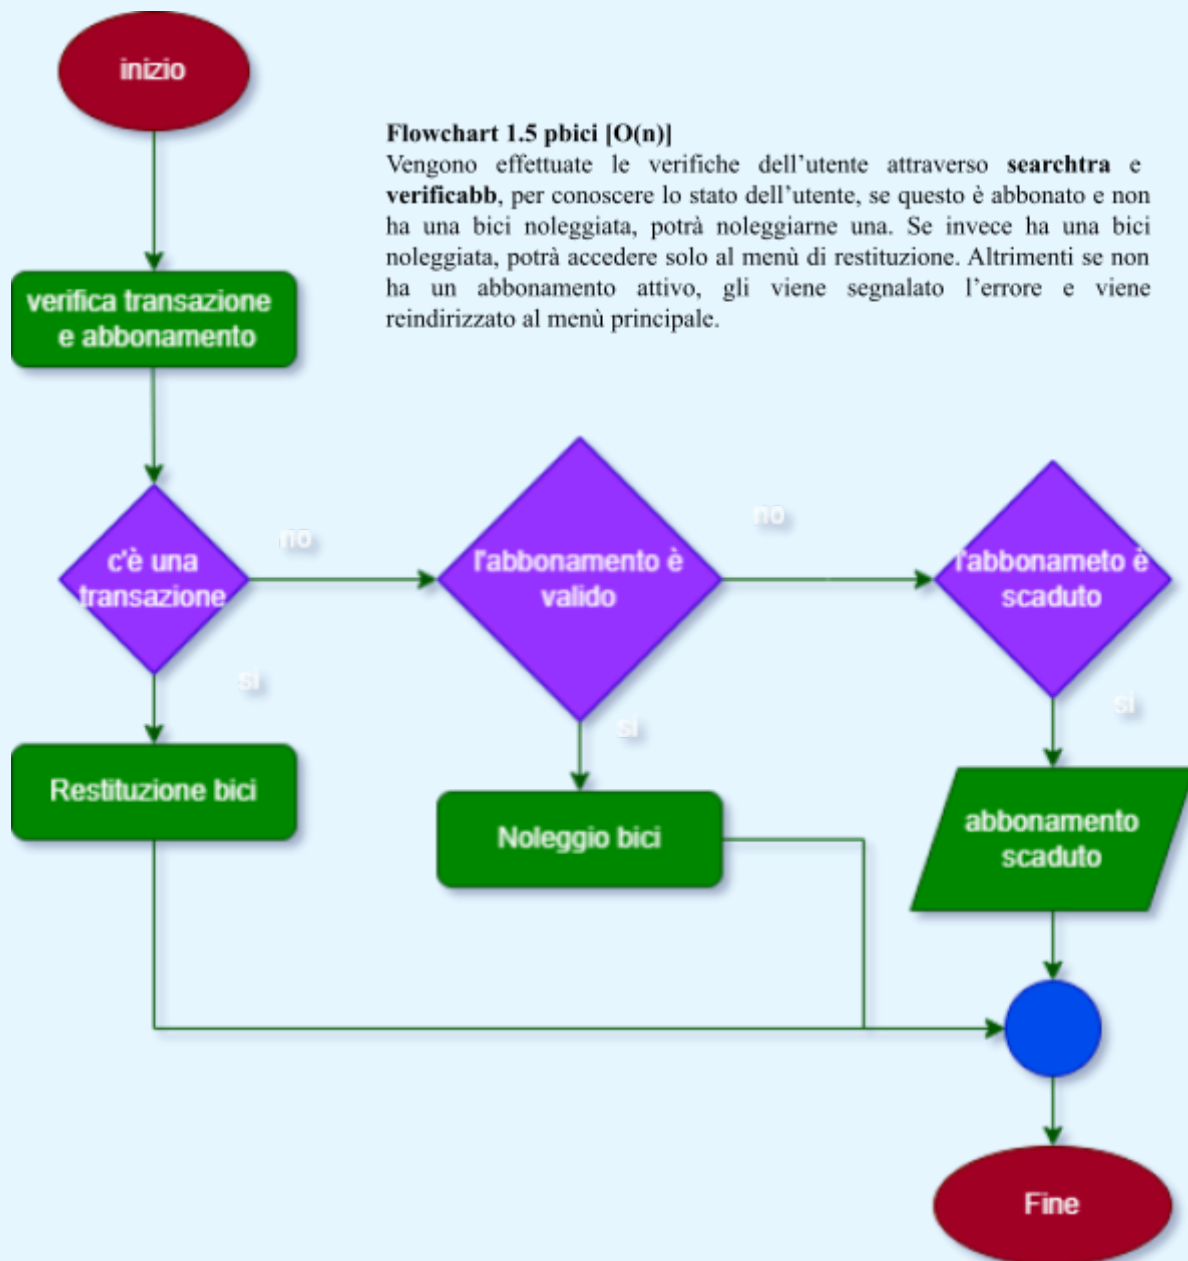 inizio
Flowchart 1.5 pbici [O(n)]
Vengono effettuate le verifiche dell’utente attraverso searchtra e
verificabb, per conoscere lo stato dell’utente, se questo è abbonato e non
ha una bici noleggiata, potrà noleggiarne una. Se invece ha una bici
noleggiata, potrà accedere solo al menù di restituzione. Altrimenti se non
ha un abbonamento attivo, gli viene segnalato l’errore e viene
reindirizzato al menù principale.
verifica transazione
e abbonamento
c'è una
transazione
no
l'abbonamento è
valido
no
l'abbonameto è
scaduto
si
si
si
Restituzione bici
Noleggio bici
abbonamento
scaduto
Fine